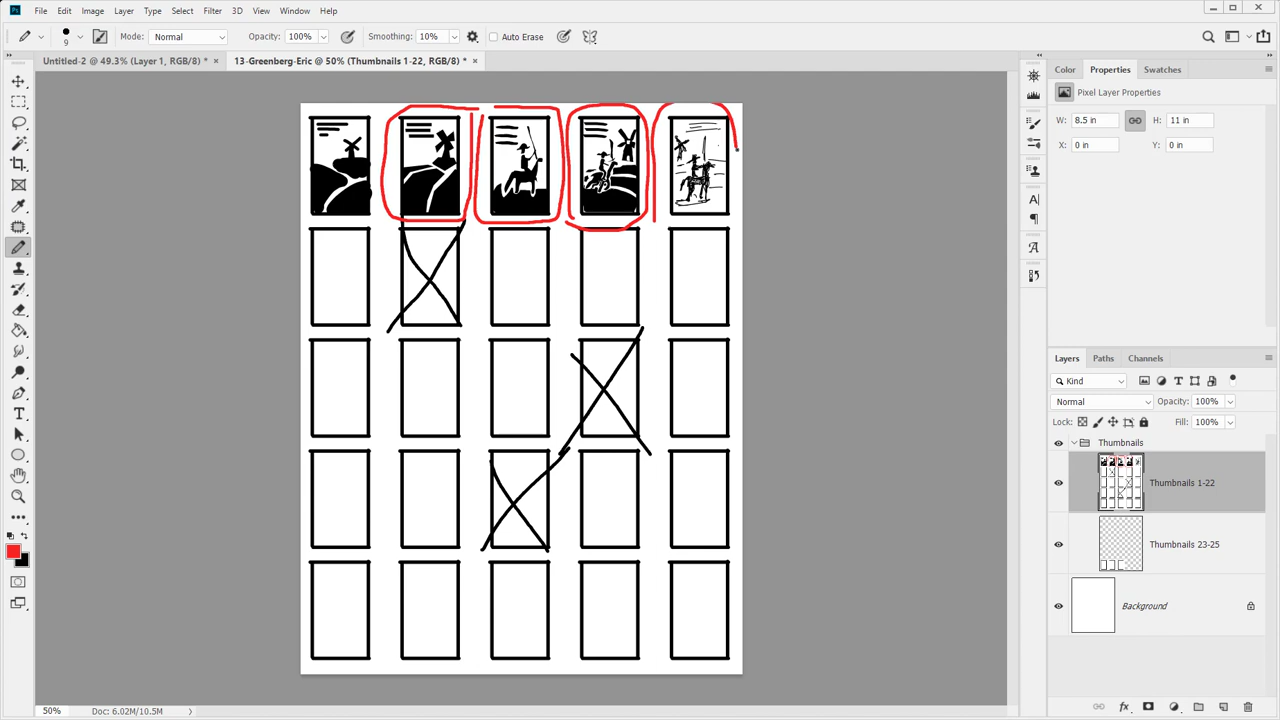 Ps File Edit Image Layer Type Select Filter 3D View Window Help
9 Mode: Normal Opacity: 100% Smoothing: 10% Auto Erase
Untitled-2 @ 49.3% (Layer 1, RGB/8) * × 13-Greenberg-Eric @ 50% (Thumbnails 1-22, RGB/8) * ×
Color Properties Swatches
Pixel Layer Properties
W: 8.5 in H: 11 in
X: 0 in Y: 0 in
Layers Paths Channels
Kind
Normal Opacity: 100%
Lock: Fill: 100%
Thumbnails
Thumbnails 1-22
Thumbnails 23-25
Background
50% Doc: 6.02M/10.5M